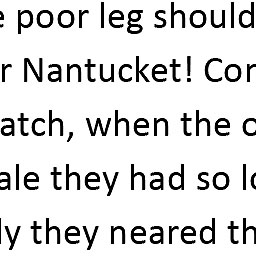 poor leg should
r Nantucket! Cor
atch, when the o
ale they had so lo
ly they neared th